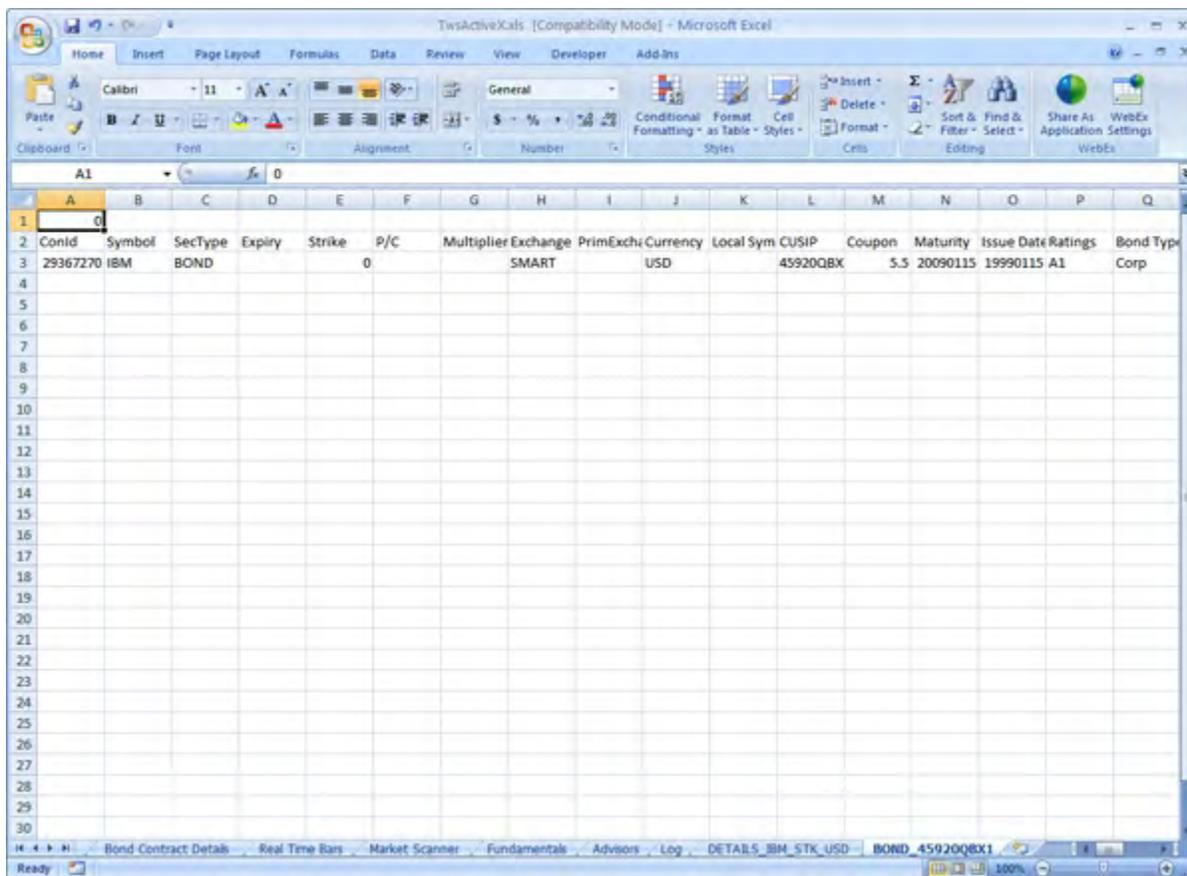 TwsActiveX.xls [Compatibility Mode] - Microsoft Excel
Home Insert Page Layout Formulas Data Review View Developer Add-Ins
Calibri 11 A A General Insert
Paste B I U A $ % , Conditional Formatting Format as Table Cell Styles Delete Format Sort & Filter Find & Select Share As Application WebEx Settings
Clipboard Font Alignment Number Styles Cells Editing WebEx
A1 fx 0
A B C D E F G H I J K L M N O P Q
1 0
2 ConId Symbol SecType Expiry Strike P/C Multiplier Exchange PrimExcha Currency Local Sym CUSIP Coupon Maturity Issue Date Ratings Bond Type
3 29367270 IBM BOND 0 SMART USD 45920QBX 5.5 20090115 19990115 A1 Corp
4
5
6
7
8
9
10
11
12
13
14
15
16
17
18
19
20
21
22
23
24
25
26
27
28
29
30
Bond Contract Details Real Time Bars Market Scanner Fundamentals Advisors Log DETAILS_IBM_STK_USD BOND_45920QBX1
Ready 100%